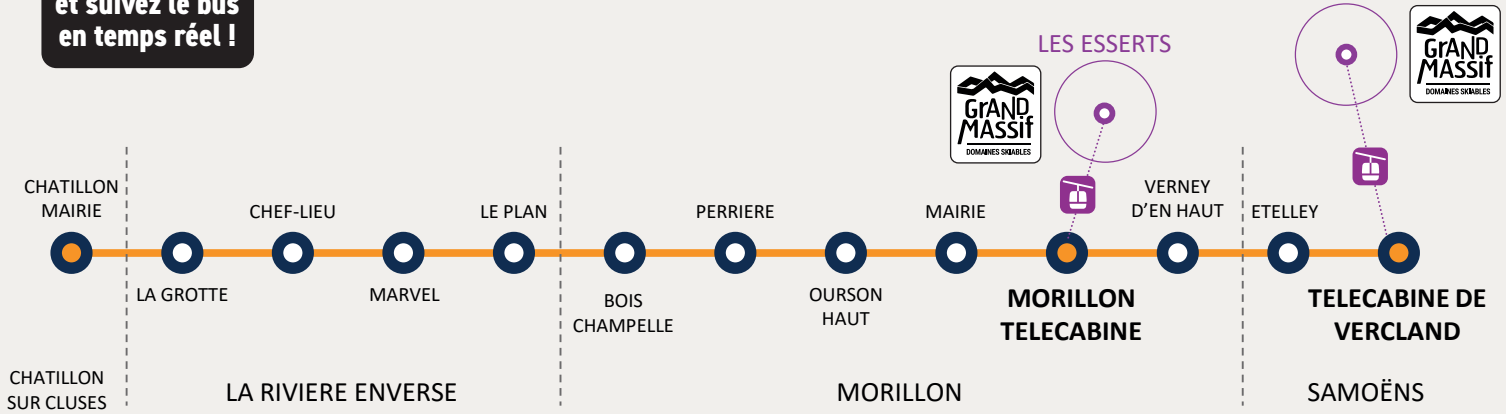 et suivez le bus
en temps réel !
LES ESSERTS
GRAND
MASSIF
DOMAINES SKIABLES
GRAND
MASSIF
DOMAINES SKIABLES
CHATILLON
MAIRIE
LA GROTTE
CHEF-LIEU
MARVEL
LE PLAN
BOIS
CHAMPELLE
PERRIERE
OURSON
HAUT
MAIRIE
MORILLON
TELECABINE
VERNEY
D'EN HAUT
ETELLEY
TELECABINE DE
VERCLAND
CHATILLON
SUR CLUSES
LA RIVIERE ENVERSE
MORILLON
SAMOËNS